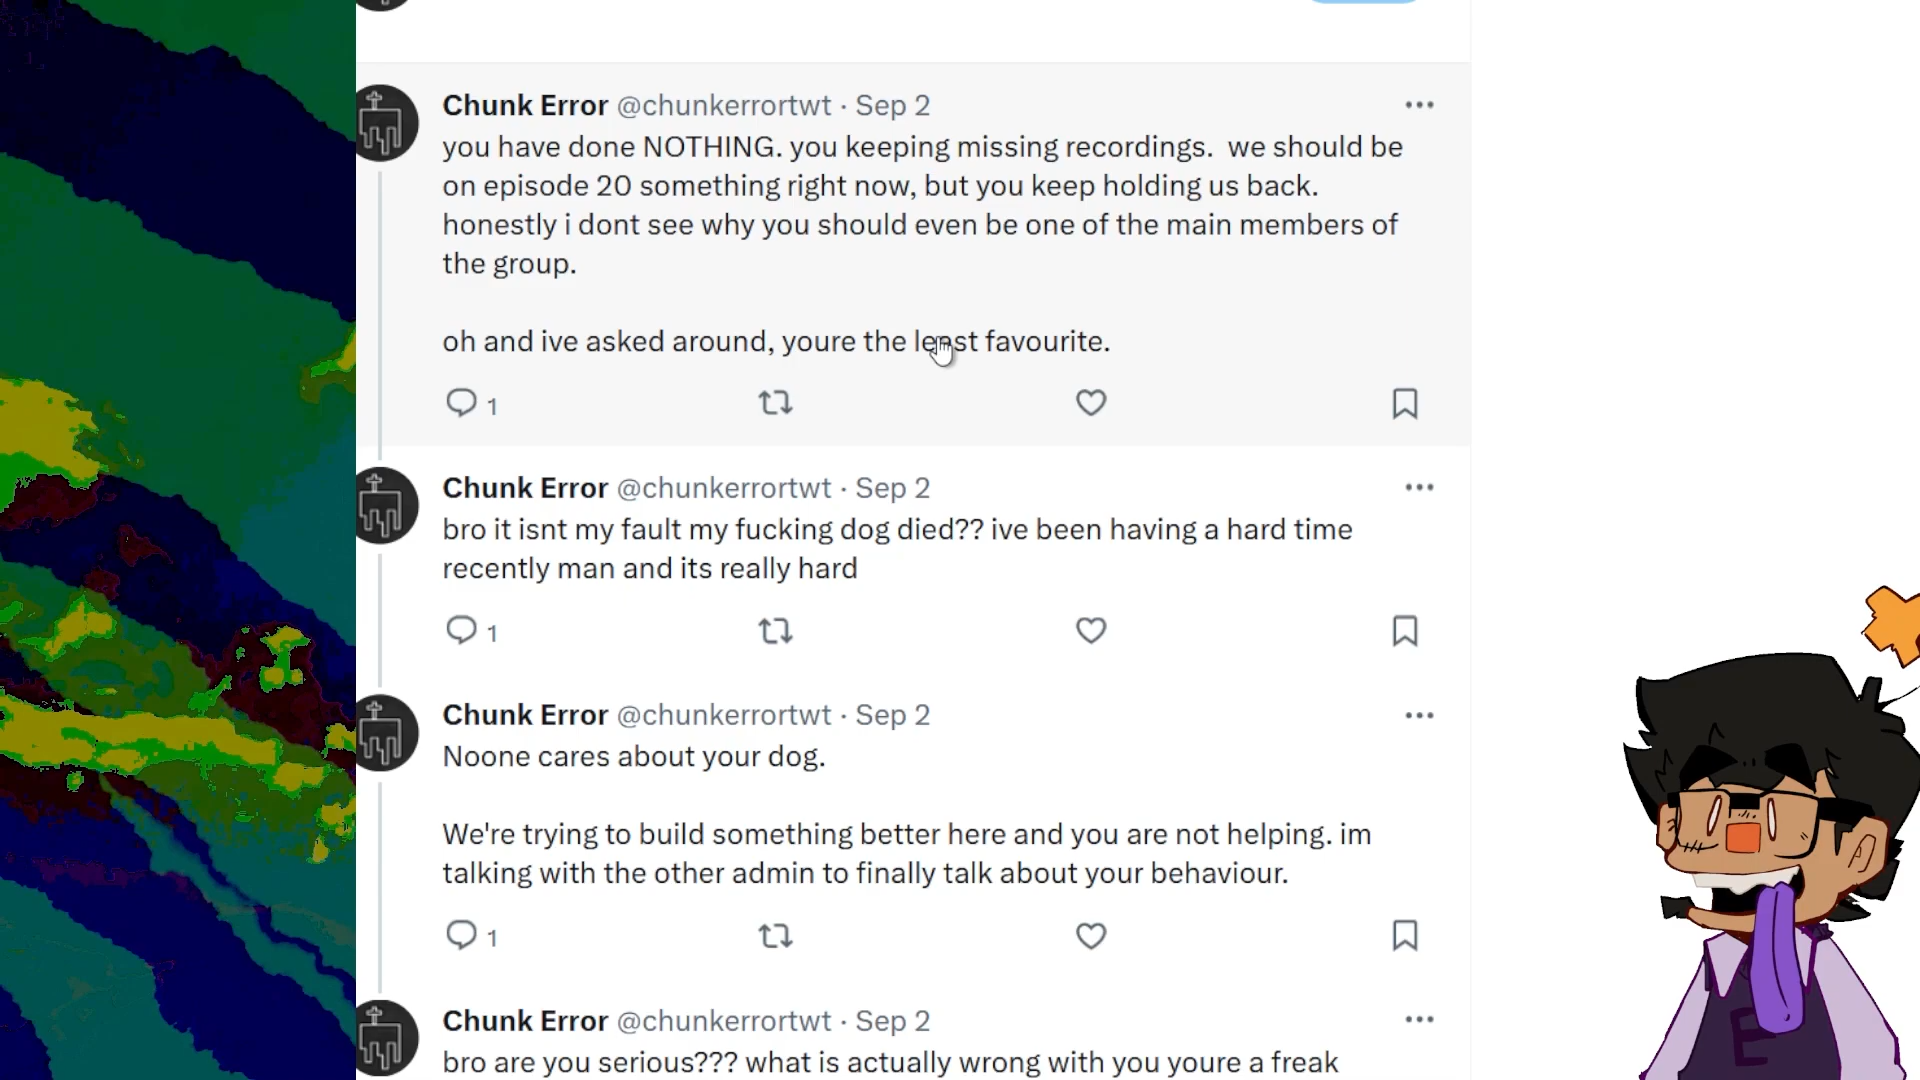 Chunk Error @chunkerrortwt · Sep 2
you have done NOTHING. you keeping missing recordings.  we should be
on episode 20 something right now, but you keep holding us back.
honestly i dont see why you should even be one of the main members of
the group.
oh and ive asked around, youre the least favourite.
1
Chunk Error @chunkerrortwt · Sep 2
bro it isnt my fault my fucking dog died?? ive been having a hard time
recently man and its really hard
1
Chunk Error @chunkerrortwt · Sep 2
Noone cares about your dog.
We're trying to build something better here and you are not helping. im
talking with the other admin to finally talk about your behaviour.
1
Chunk Error @chunkerrortwt · Sep 2
bro are you serious??? what is actually wrong with you youre a freak
E